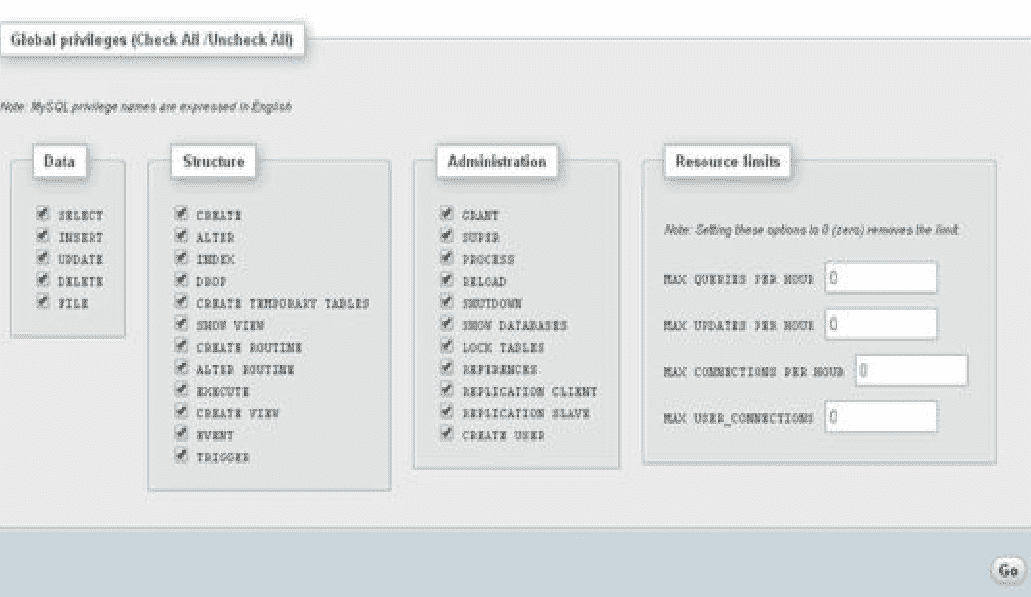 Global privileges (Check All /Uncheck All)
Note: MySQL privilege names are expressed in English
Data
SELECT
INSERT
UPDATE
DELETE
FILE
Structure
CREATE
ALTER
INDEX
DROP
CREATE TEMPORARY TABLES
SHOW VIEW
CREATE ROUTINE
ALTER ROUTINE
EXECUTE
CREATE VIEW
EVENT
TRIGGER
Administration
GRANT
SUPER
PROCESS
RELOAD
SHUTDOWN
SHOW DATABASES
LOCK TABLES
REFERENCES
REPLICATION CLIENT
REPLICATION SLAVE
CREATE USER
Resource limits
Note: Setting these options to 0 (zero) removes the limit.
MAX QUERIES PER HOUR 0
MAX UPDATES PER HOUR 0
MAX CONNECTIONS PER HOUR 0
MAX USER_CONNECTIONS 0
Go